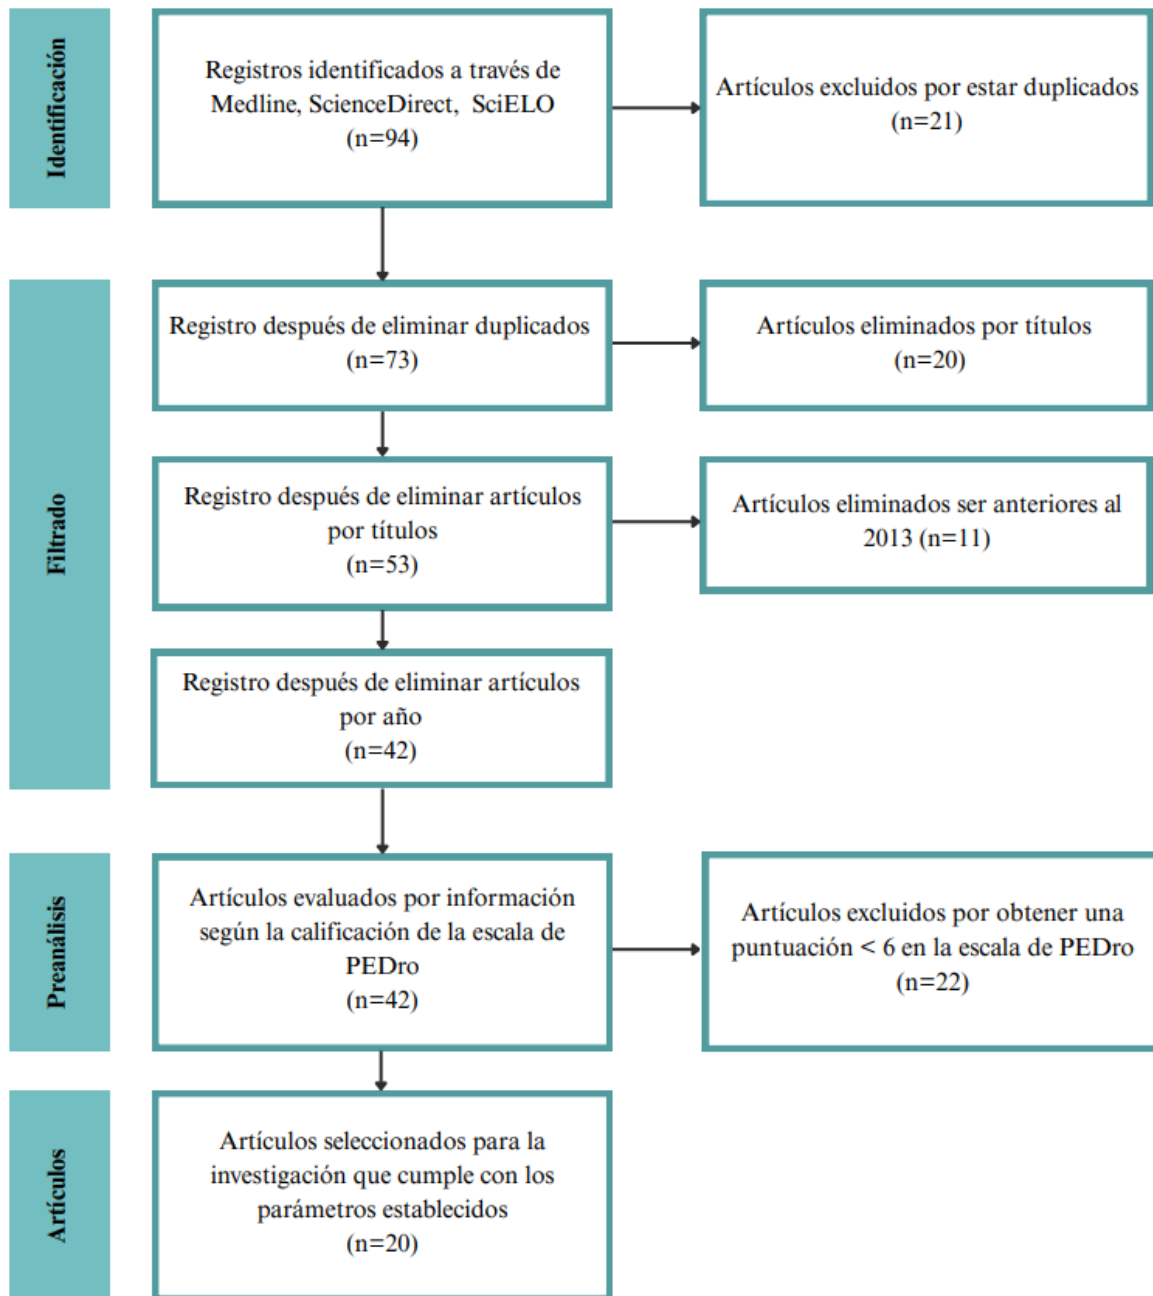 Identificación
Registros identificados a través de
Medline, ScienceDirect, SciELO
(n=94)
Artículos excluidos por estar duplicados
(n=21)
Filtrado
Registro después de eliminar duplicados
(n=73)
Artículos eliminados por títulos
(n=20)
Registro después de eliminar artículos
por títulos
(n=53)
Artículos eliminados ser anteriores al
2013 (n=11)
Registro después de eliminar artículos
por año
(n=42)
Preanálisis
Artículos evaluados por información
según la calificación de la escala de
PEDro
(n=42)
Artículos excluidos por obtener una
puntuación < 6 en la escala de PEDro
(n=22)
Artículos
Artículos seleccionados para la
investigación que cumple con los
parámetros establecidos
(n=20)